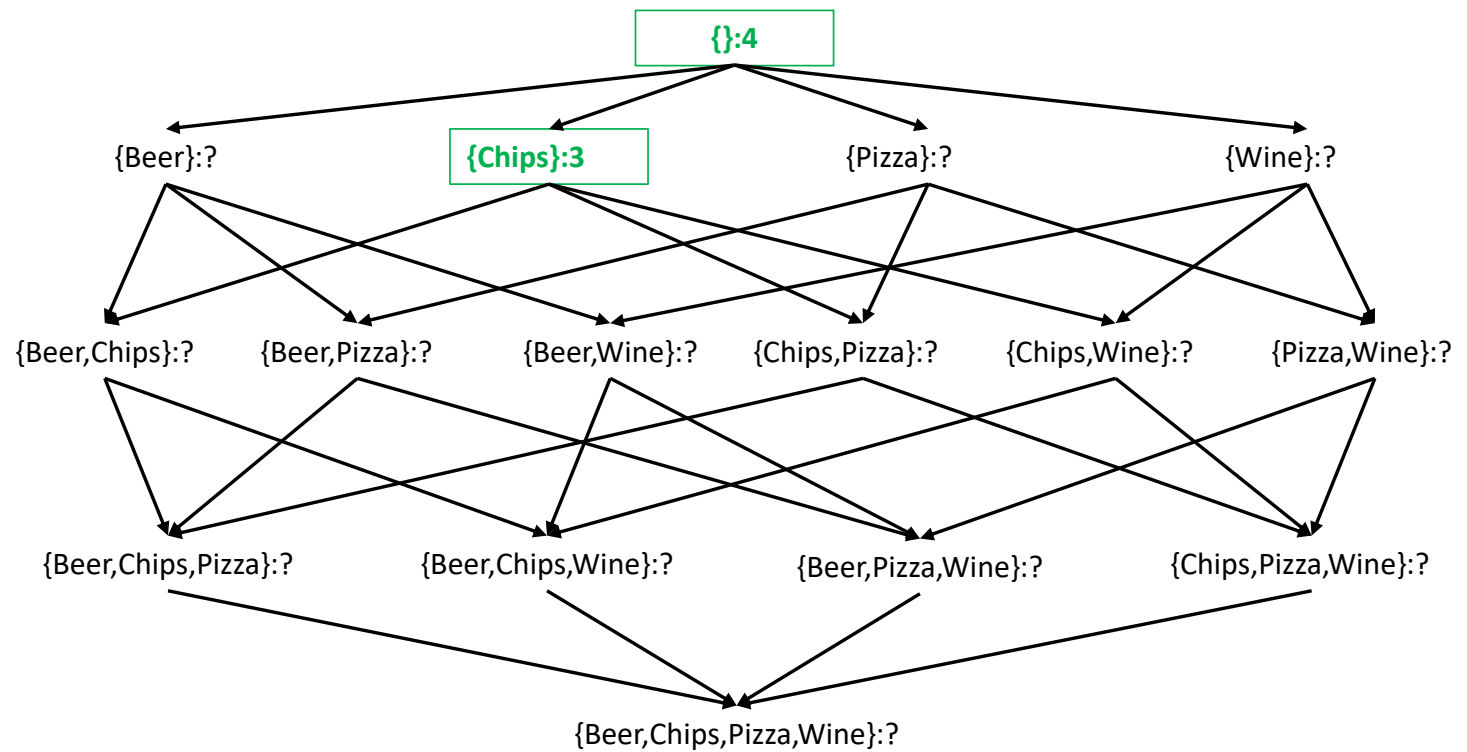 {}:4
{Beer}:?
{Chips}:3
{Pizza}:?
{Wine}:?
{Beer,Chips}:?
{Beer,Pizza}:?
{Beer,Wine}:?
{Chips,Pizza}:?
{Chips,Wine}:?
{Pizza,Wine}:?
{Beer,Chips,Pizza}:?
{Beer,Chips,Wine}:?
{Beer,Pizza,Wine}:?
{Chips,Pizza,Wine}:?
{Beer,Chips,Pizza,Wine}:?